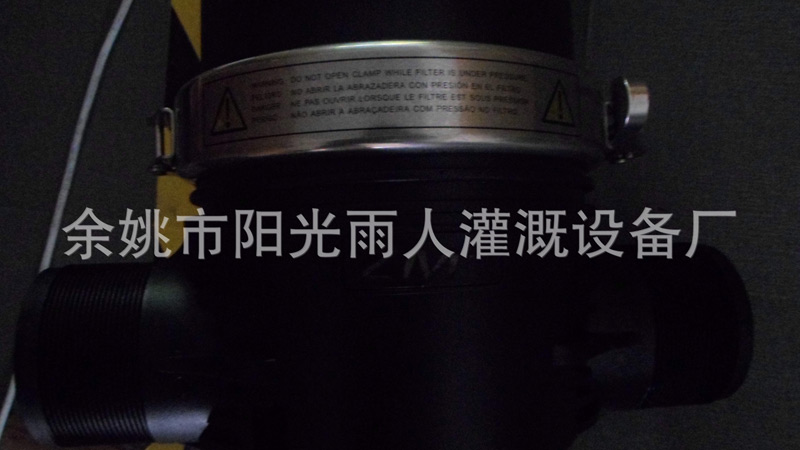 WARNING DO NOT OPEN CLAMP WHILE FILTER IS UNDER PRESSURE
NO ABRIR LA ABRAZADERA CON PRESIÓN EN EL FILTRO
NE PAS OUVRIR LORSQUE LE FILTRE EST SOUS PRESSION
NÃO ABRIR A ABRAÇADEIRA COM PRESSÃO NO FILTRE
余姚市阳光雨人灌溉设备厂